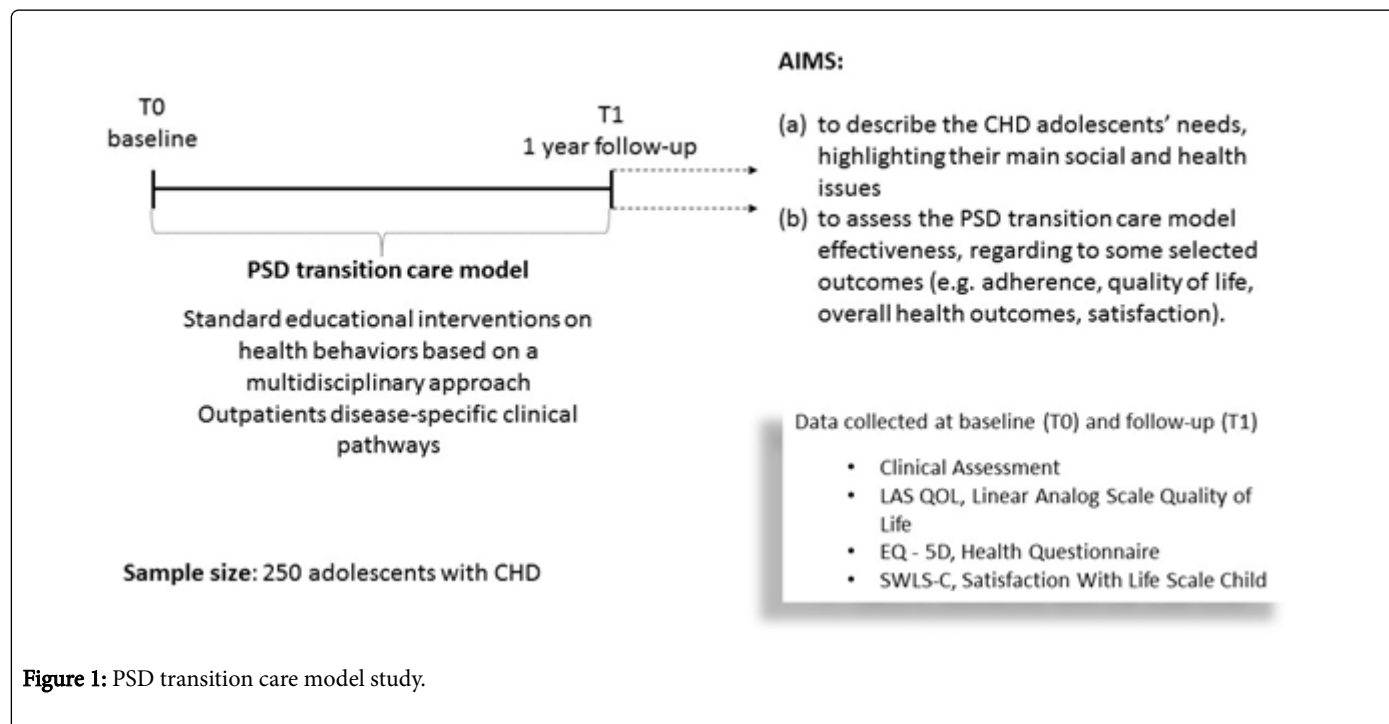 T0
baseline
T1
1 year follow-up
PSD transition care model
Standard educational interventions on
health behaviors based on a
multidisciplinary approach
Outpatients disease-specific clinical
pathways
Sample size: 250 adolescents with CHD
AIMS:
(a) to describe the CHD adolescents’ needs,
highlighting their main social and health
issues
(b) to assess the PSD transition care model
effectiveness, regarding to some selected
outcomes (e.g. adherence, quality of life,
overall health outcomes, satisfaction).
Data collected at baseline (T0) and follow-up (T1)
• Clinical Assessment
• LAS QOL, Linear Analog Scale Quality of
Life
• EQ - 5D, Health Questionnaire
• SWLS-C, Satisfaction With Life Scale Child
Figure 1: PSD transition care model study.